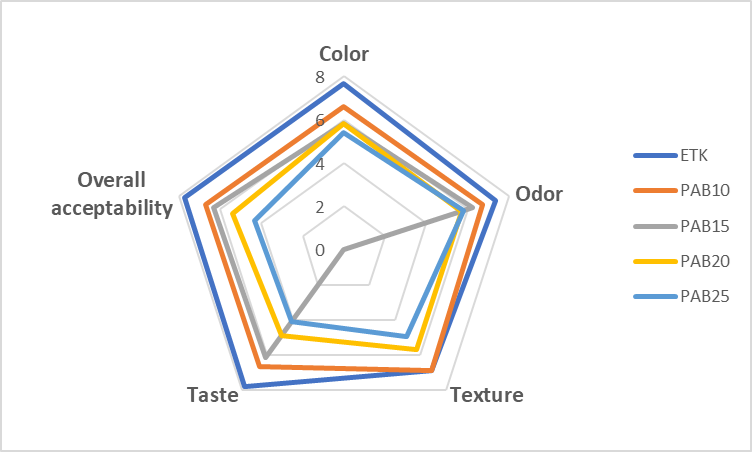 Color
8
6
4
2
0
Odor
Texture
Taste
Overall
acceptability
ETK
PAB10
PAB15
PAB20
PAB25